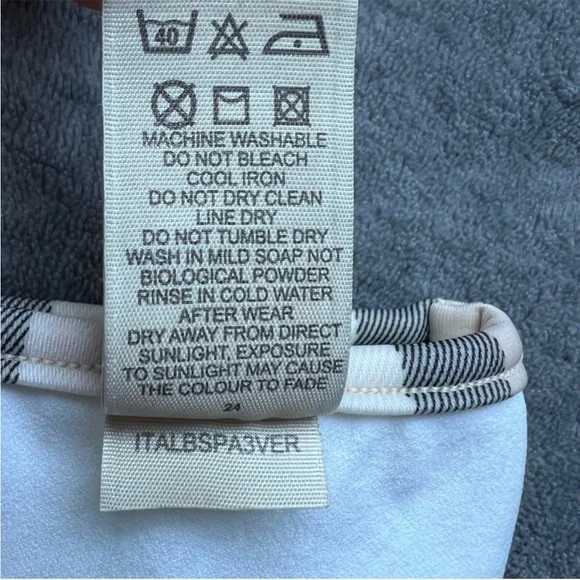 40
MACHINE WASHABLE
DO NOT BLEACH
COOL IRON
DO NOT DRY CLEAN
LINE DRY
DO NOT TUMBLE DRY
WASH IN MILD SOAP NOT
BIOLOGICAL POWDER
RINSE IN COLD WATER
AFTER WEAR
DRY AWAY FROM DIRECT
SUNLIGHT, EXPOSURE
TO SUNLIGHT MAY CAUSE
THE COLOUR TO FADE
24
ITALBSPA3VER